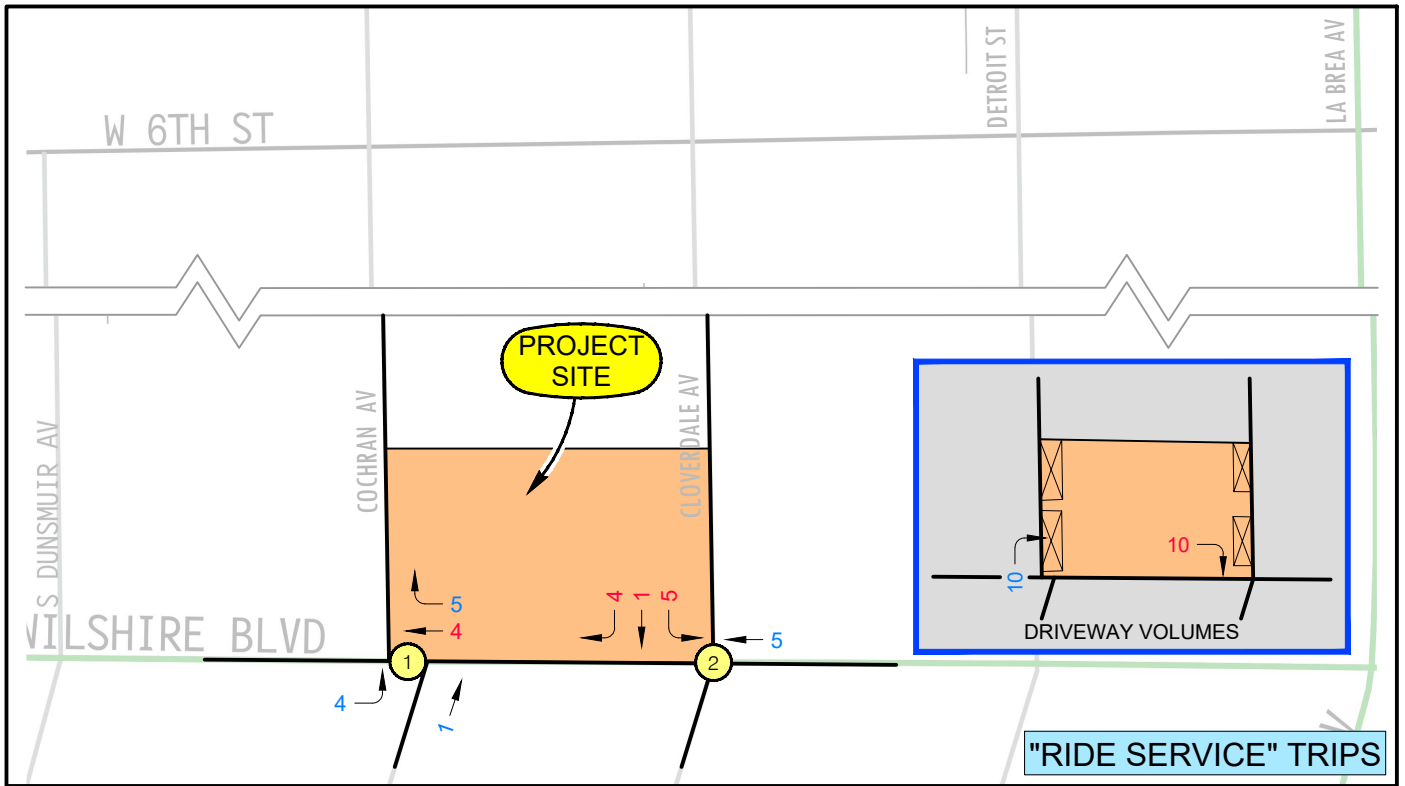 DETROIT ST
LA BREA AV
W 6TH ST
PROJECT
SITE
COCHRAN AV
CLOVERDALE AV
S DUNSMUIR AV
WILSHIRE BLVD
5
4
4
1
5
5
1
2
4
1
10
10
DRIVEWAY VOLUMES
"RIDE SERVICE" TRIPS